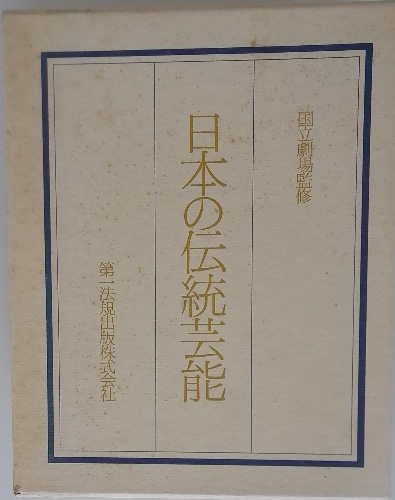 国立劇場監修
日本の伝統芸能
第一法規出版株式会社